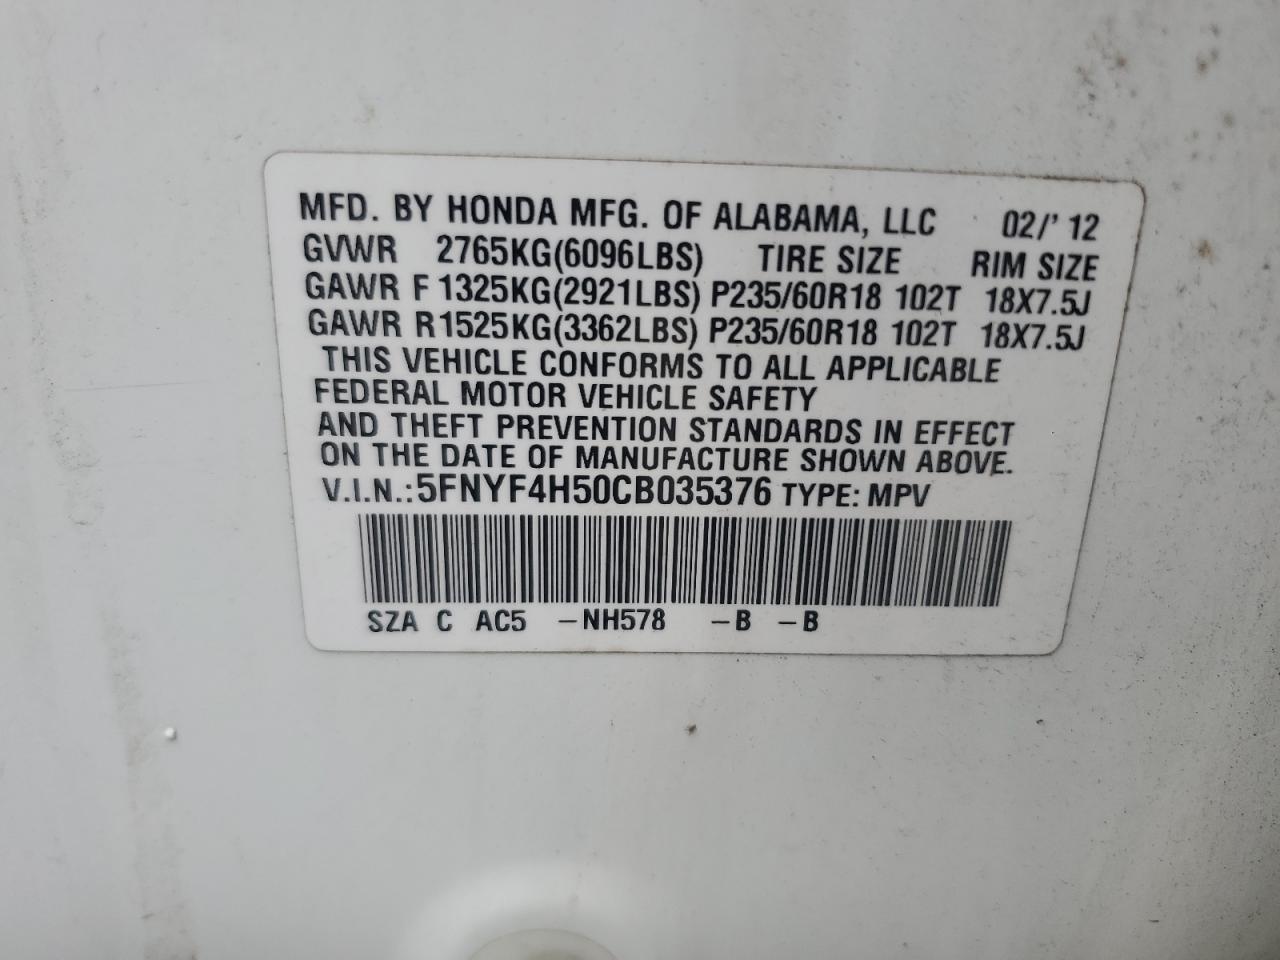 MFD. BY HONDA MFG. OF ALABAMA, LLC 02/'12
GVWR 2765KG(6096LBS) TIRE SIZE RIM SIZE
GAWR F 1325KG(2921LBS) P235/60R18 102T 18X7.5J
GAWR R1525KG(3362LBS) P235/60R18 102T 18X7.5J
THIS VEHICLE CONFORMS TO ALL APPLICABLE
FEDERAL MOTOR VEHICLE SAFETY
AND THEFT PREVENTION STANDARDS IN EFFECT
ON THE DATE OF MANUFACTURE SHOWN ABOVE.
V.I.N.:5FNYF4H50CB035376 TYPE: MPV
SZA C AC5 -NH578 -B -B